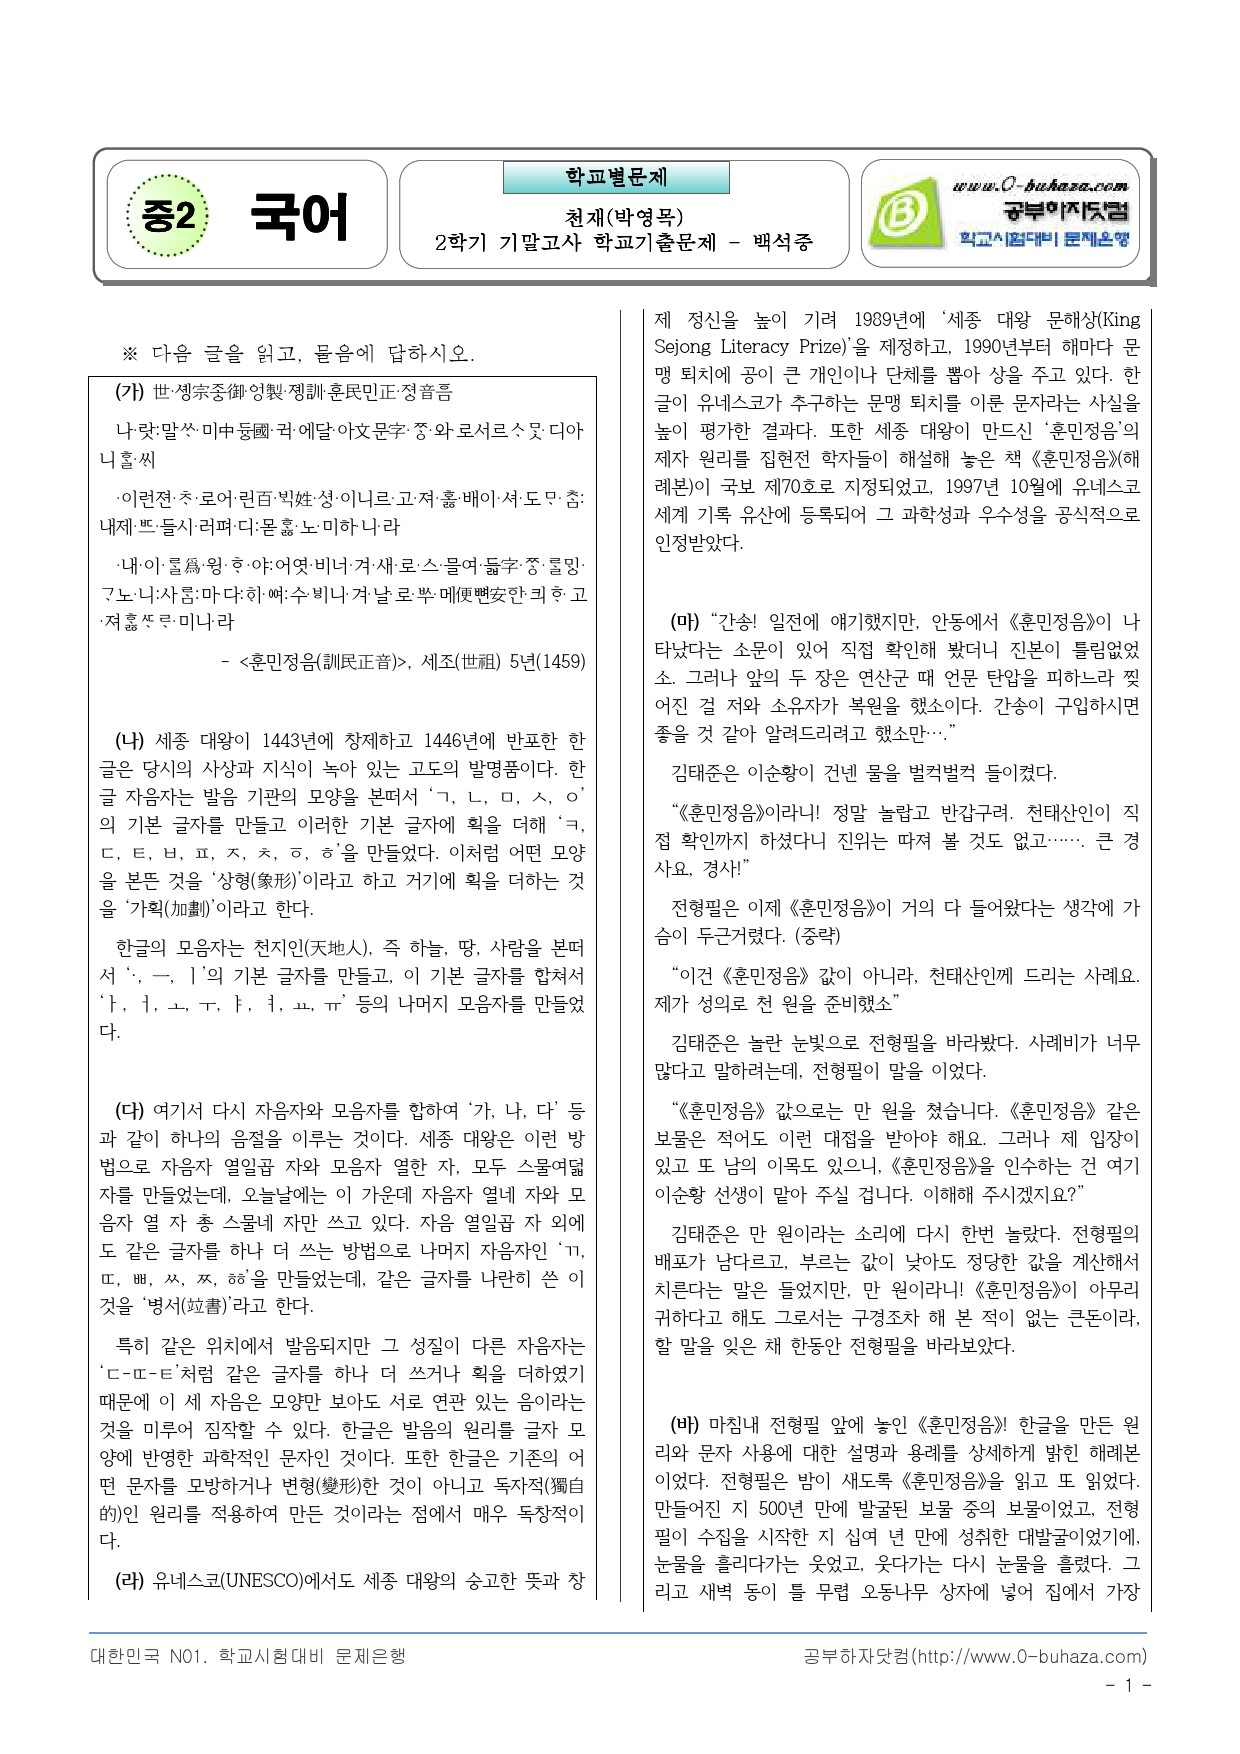 중2
국어
학교별문제
천재(박영목)
2학기 기말고사 학교기출문제 - 백석중
www.0-buhaza.com
공부하자닷컴
학교시험대비 문제은행
※ 다음 글을 읽고, 물음에 답하시오.
(가) 世·솅宗종御·엉製·졩訓·훈民민正·졍音흠
나·랏:말ᄊᆞ·미中듕國·귁·에달·아文문字·ᄍᆞᆼ·와로서르ᄉᆞᄆᆞᆺ디아
니ᄒᆞᆯ·씨
·이런젼·ᄎᆞ·로어·린百·ᄇᆡᆨ姓·셩·이니르·고·져·ᄒᆞᇙ·배이·셔·도ᄆᆞ·ᄎᆞᆷ:
내제·ᄠᅳ·들시·러펴·디:몯ᄒᆞᇙ·노·미하니·라
·내·이·ᄅᆞᆯ爲·윙·ᄒᆞ·야:어엿·비너·겨·새·로·스·믈여·듧字·ᄍᆞᆼ·ᄅᆞᆯᄆᆡᆼ·
ᄀᆞ노·니:사ᄅᆞᆷ:마다:ᄒᆡ·ᅇᅧ:수·ᄫᅵ니·겨·날로·ᄡᅮ·메便뼌安한·킈ᄒᆞ·고
·져ᄒᆞᇙᄯᆞᄅᆞ·미니·라
- <훈민정음(訓民正音)>, 세조(世祖) 5년(1459)
(나) 세종 대왕이 1443년에 창제하고 1446년에 반포한 한
글은 당시의 사상과 지식이 녹아 있는 고도의 발명품이다. 한
글 자음자는 발음 기관의 모양을 본떠서 ‘ㄱ, ㄴ, ㅁ, ㅅ, ㅇ’
의 기본 글자를 만들고 이러한 기본 글자에 획을 더해 ‘ㅋ,
ㄷ, ㅌ, ㅂ, ㅍ, ㅈ, ㅊ, ㆆ, ㅎ’을 만들었다. 이처럼 어떤 모양
을 본뜬 것을 ‘상형(象形)’이라고 하고 거기에 획을 더하는 것
을 ‘가획(加劃)’이라고 한다.
한글의 모음자는 천지인(天地人), 즉 하늘, 땅, 사람을 본떠
서 ‘·, ㅡ, ㅣ’의 기본 글자를 만들고, 이 기본 글자를 합쳐서
‘ㅏ, ㅓ, ㅗ, ㅜ, ㅑ, ㅕ, ㅛ, ㅠ’ 등의 나머지 모음자를 만들었
다.
(다) 여기서 다시 자음자와 모음자를 합하여 ‘가, 나, 다’ 등
과 같이 하나의 음절을 이루는 것이다. 세종 대왕은 이런 방
법으로 자음자 열일곱 자와 모음자 열한 자, 모두 스물여덟
자를 만들었는데, 오늘날에는 이 가운데 자음자 열네 자와 모
음자 열 자 총 스물네 자만 쓰고 있다. 자음 열일곱 자 외에
도 같은 글자를 하나 더 쓰는 방법으로 나머지 자음자인 ‘ㄲ,
ㄸ, ㅃ, ㅆ, ㅉ, ㆅ’을 만들었는데, 같은 글자를 나란히 쓴 이
것을 ‘병서(竝書)’라고 한다.
특히 같은 위치에서 발음되지만 그 성질이 다른 자음자는
‘ㄷ-ㄸ-ㅌ’처럼 같은 글자를 하나 더 쓰거나 획을 더하였기
때문에 이 세 자음은 모양만 보아도 서로 연관 있는 음이라는
것을 미루어 짐작할 수 있다. 한글은 발음의 원리를 글자 모
양에 반영한 과학적인 문자인 것이다. 또한 한글은 기존의 어
떤 문자를 모방하거나 변형(變形)한 것이 아니고 독자적(獨自
的)인 원리를 적용하여 만든 것이라는 점에서 매우 독창적이
다.
(라) 유네스코(UNESCO)에서도 세종 대왕의 숭고한 뜻과 창
제 정신을 높이 기려 1989년에 ‘세종 대왕 문해상(King
Sejong Literacy Prize)’을 제정하고, 1990년부터 해마다 문
맹 퇴치에 공이 큰 개인이나 단체를 뽑아 상을 주고 있다. 한
글이 유네스코가 추구하는 문맹 퇴치를 이룬 문자라는 사실을
높이 평가한 결과다. 또한 세종 대왕이 만드신 ‘훈민정음’의
제자 원리를 집현전 학자들이 해설해 놓은 책 《훈민정음》(해
례본)이 국보 제70호로 지정되었고, 1997년 10월에 유네스코
세계 기록 유산에 등록되어 그 과학성과 우수성을 공식적으로
인정받았다.
(마) “간송! 일전에 얘기했지만, 안동에서 《훈민정음》이 나
타났다는 소문이 있어 직접 확인해 봤더니 진본이 틀림없었
소. 그러나 앞의 두 장은 연산군 때 언문 탄압을 피하느라 찢
어진 걸 저와 소유자가 복원을 했소이다. 간송이 구입하시면
좋을 것 같아 알려드리려고 했소만….”
김태준은 이순황이 건넨 물을 벌컥벌컥 들이켰다.
“《훈민정음》이라니! 정말 놀랍고 반갑구려. 천태산인이 직
접 확인까지 하셨다니 진위는 따져 볼 것도 없고……. 큰 경
사요, 경사!”
전형필은 이제 《훈민정음》이 거의 다 들어왔다는 생각에 가
슴이 두근거렸다. (중략)
“이건 《훈민정음》 값이 아니라, 천태산인께 드리는 사례요.
제가 성의로 천 원을 준비했소”
김태준은 놀란 눈빛으로 전형필을 바라봤다. 사례비가 너무
많다고 말하려는데, 전형필이 말을 이었다.
“《훈민정음》 값으로는 만 원을 쳤습니다. 《훈민정음》 같은
보물은 적어도 이런 대접을 받아야 해요. 그러나 제 입장이
있고 또 남의 이목도 있으니, 《훈민정음》을 인수하는 건 여기
이순황 선생이 맡아 주실 겁니다. 이해해 주시겠지요?”
김태준은 만 원이라는 소리에 다시 한번 놀랐다. 전형필의
배포가 남다르고, 부르는 값이 낮아도 정당한 값을 계산해서
치른다는 말은 들었지만, 만 원이라니! 《훈민정음》이 아무리
귀하다고 해도 그로서는 구경조차 해 본 적이 없는 큰돈이라,
할 말을 잊은 채 한동안 전형필을 바라보았다.
(바) 마침내 전형필 앞에 놓인 《훈민정음》! 한글을 만든 원
리와 문자 사용에 대한 설명과 용례를 상세하게 밝힌 해례본
이었다. 전형필은 밤이 새도록 《훈민정음》을 읽고 또 읽었다.
만들어진 지 500년 만에 발굴된 보물 중의 보물이었고, 전형
필이 수집을 시작한 지 십여 년 만에 성취한 대발굴이었기에,
눈물을 흘리다가는 웃었고, 웃다가는 다시 눈물을 흘렸다. 그
리고 새벽 동이 틀 무렵 오동나무 상자에 넣어 집에서 가장
대한민국 N01. 학교시험대비 문제은행
공부하자닷컴(http://www.0-buhaza.com)
- 1 -